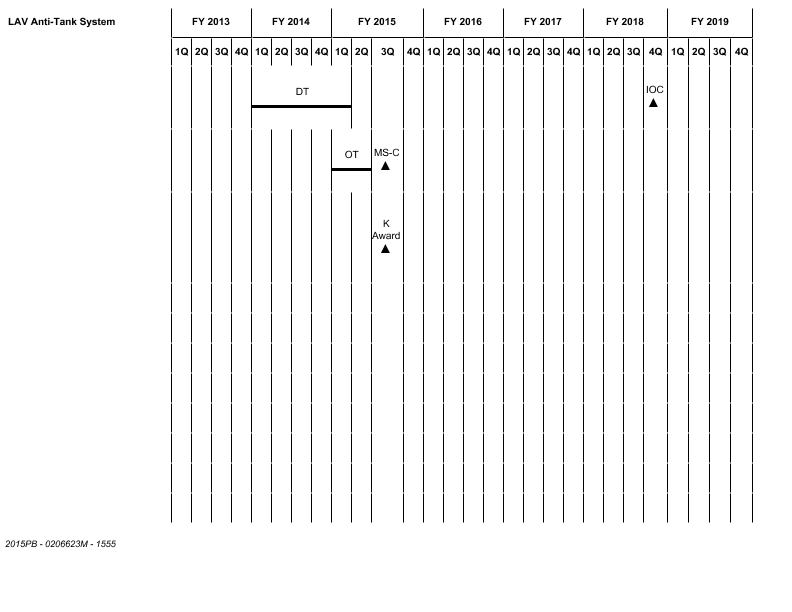 LAV Anti-Tank System FY 2013 FY 2014 FY 2015 FY 2016 FY 2017 FY 2018 FY 2019
1Q 2Q 3Q 4Q 1Q 2Q 3Q 4Q 1Q 2Q 3Q 4Q 1Q 2Q 3Q 4Q 1Q 2Q 3Q 4Q 1Q 2Q 3Q 4Q 1Q 2Q 3Q 4Q
DT IOC
OT MS-C
K
Award
2015PB - 0206623M - 1555